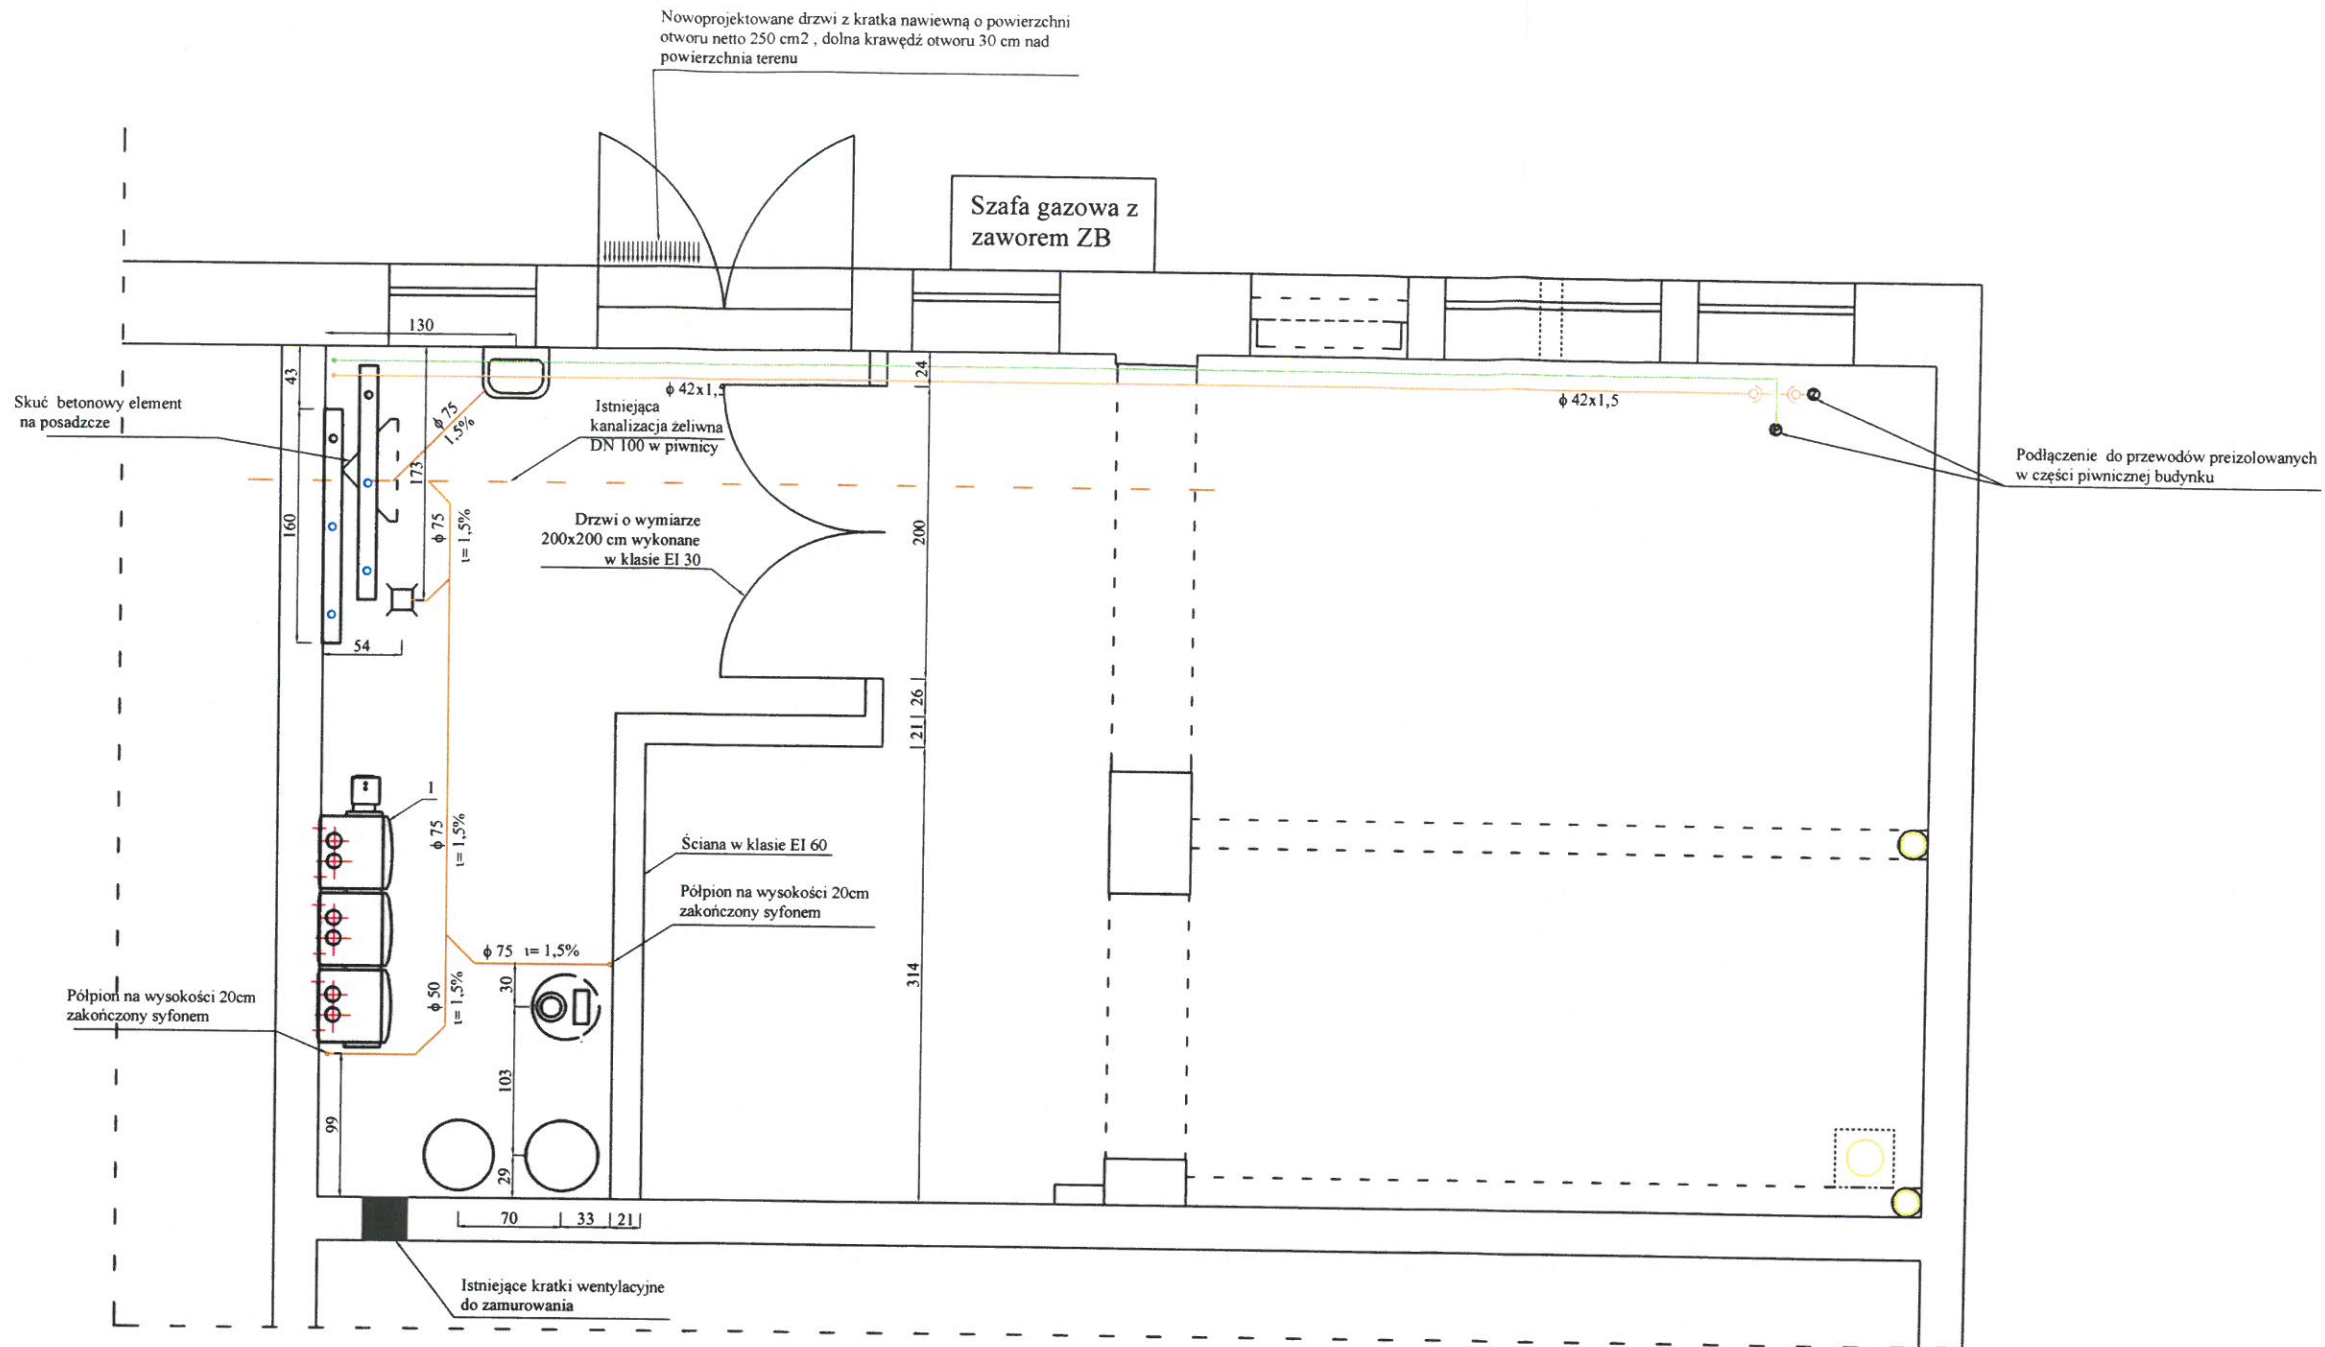 Nowoprojektowane drzwi z kratka nawiewną o powierzchni
otworu netto 250 cm2 , dolna krawędź otworu 30 cm nad
powierzchnia terenu
Szafa gazowa z
zaworem ZB
130
43
24
ϕ 42x1,5
ϕ 42x1,5
Skuć betonowy element
na posadzcze
ϕ 75
1,5%
Istniejąca
kanalizacja żeliwna
DN 100 w piwnicy
173
Podłączenie do przewodów preizolowanych
w części piwnicznej budynku
160
ϕ 75
ι= 1,5%
Drzwi o wymiarze
200x200 cm wykonane
w klasie EI 30
200
54
26
21
1
ϕ 75
ι= 1,5%
Ściana w klasie EI 60
Półpion na wysokości 20cm
zakończony syfonem
ϕ 75 ι= 1,5%
30
314
Półpion na wysokości 20cm
zakończony syfonem
ϕ 50
ι= 1,5%
103
99
29
70
33
21
Istniejące kratki wentylacyjne
do zamurowania